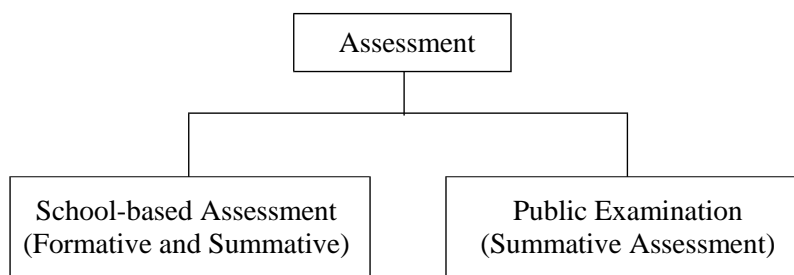 Assessment
School-based Assessment
(Formative and Summative)
Public Examination
(Summative Assessment)